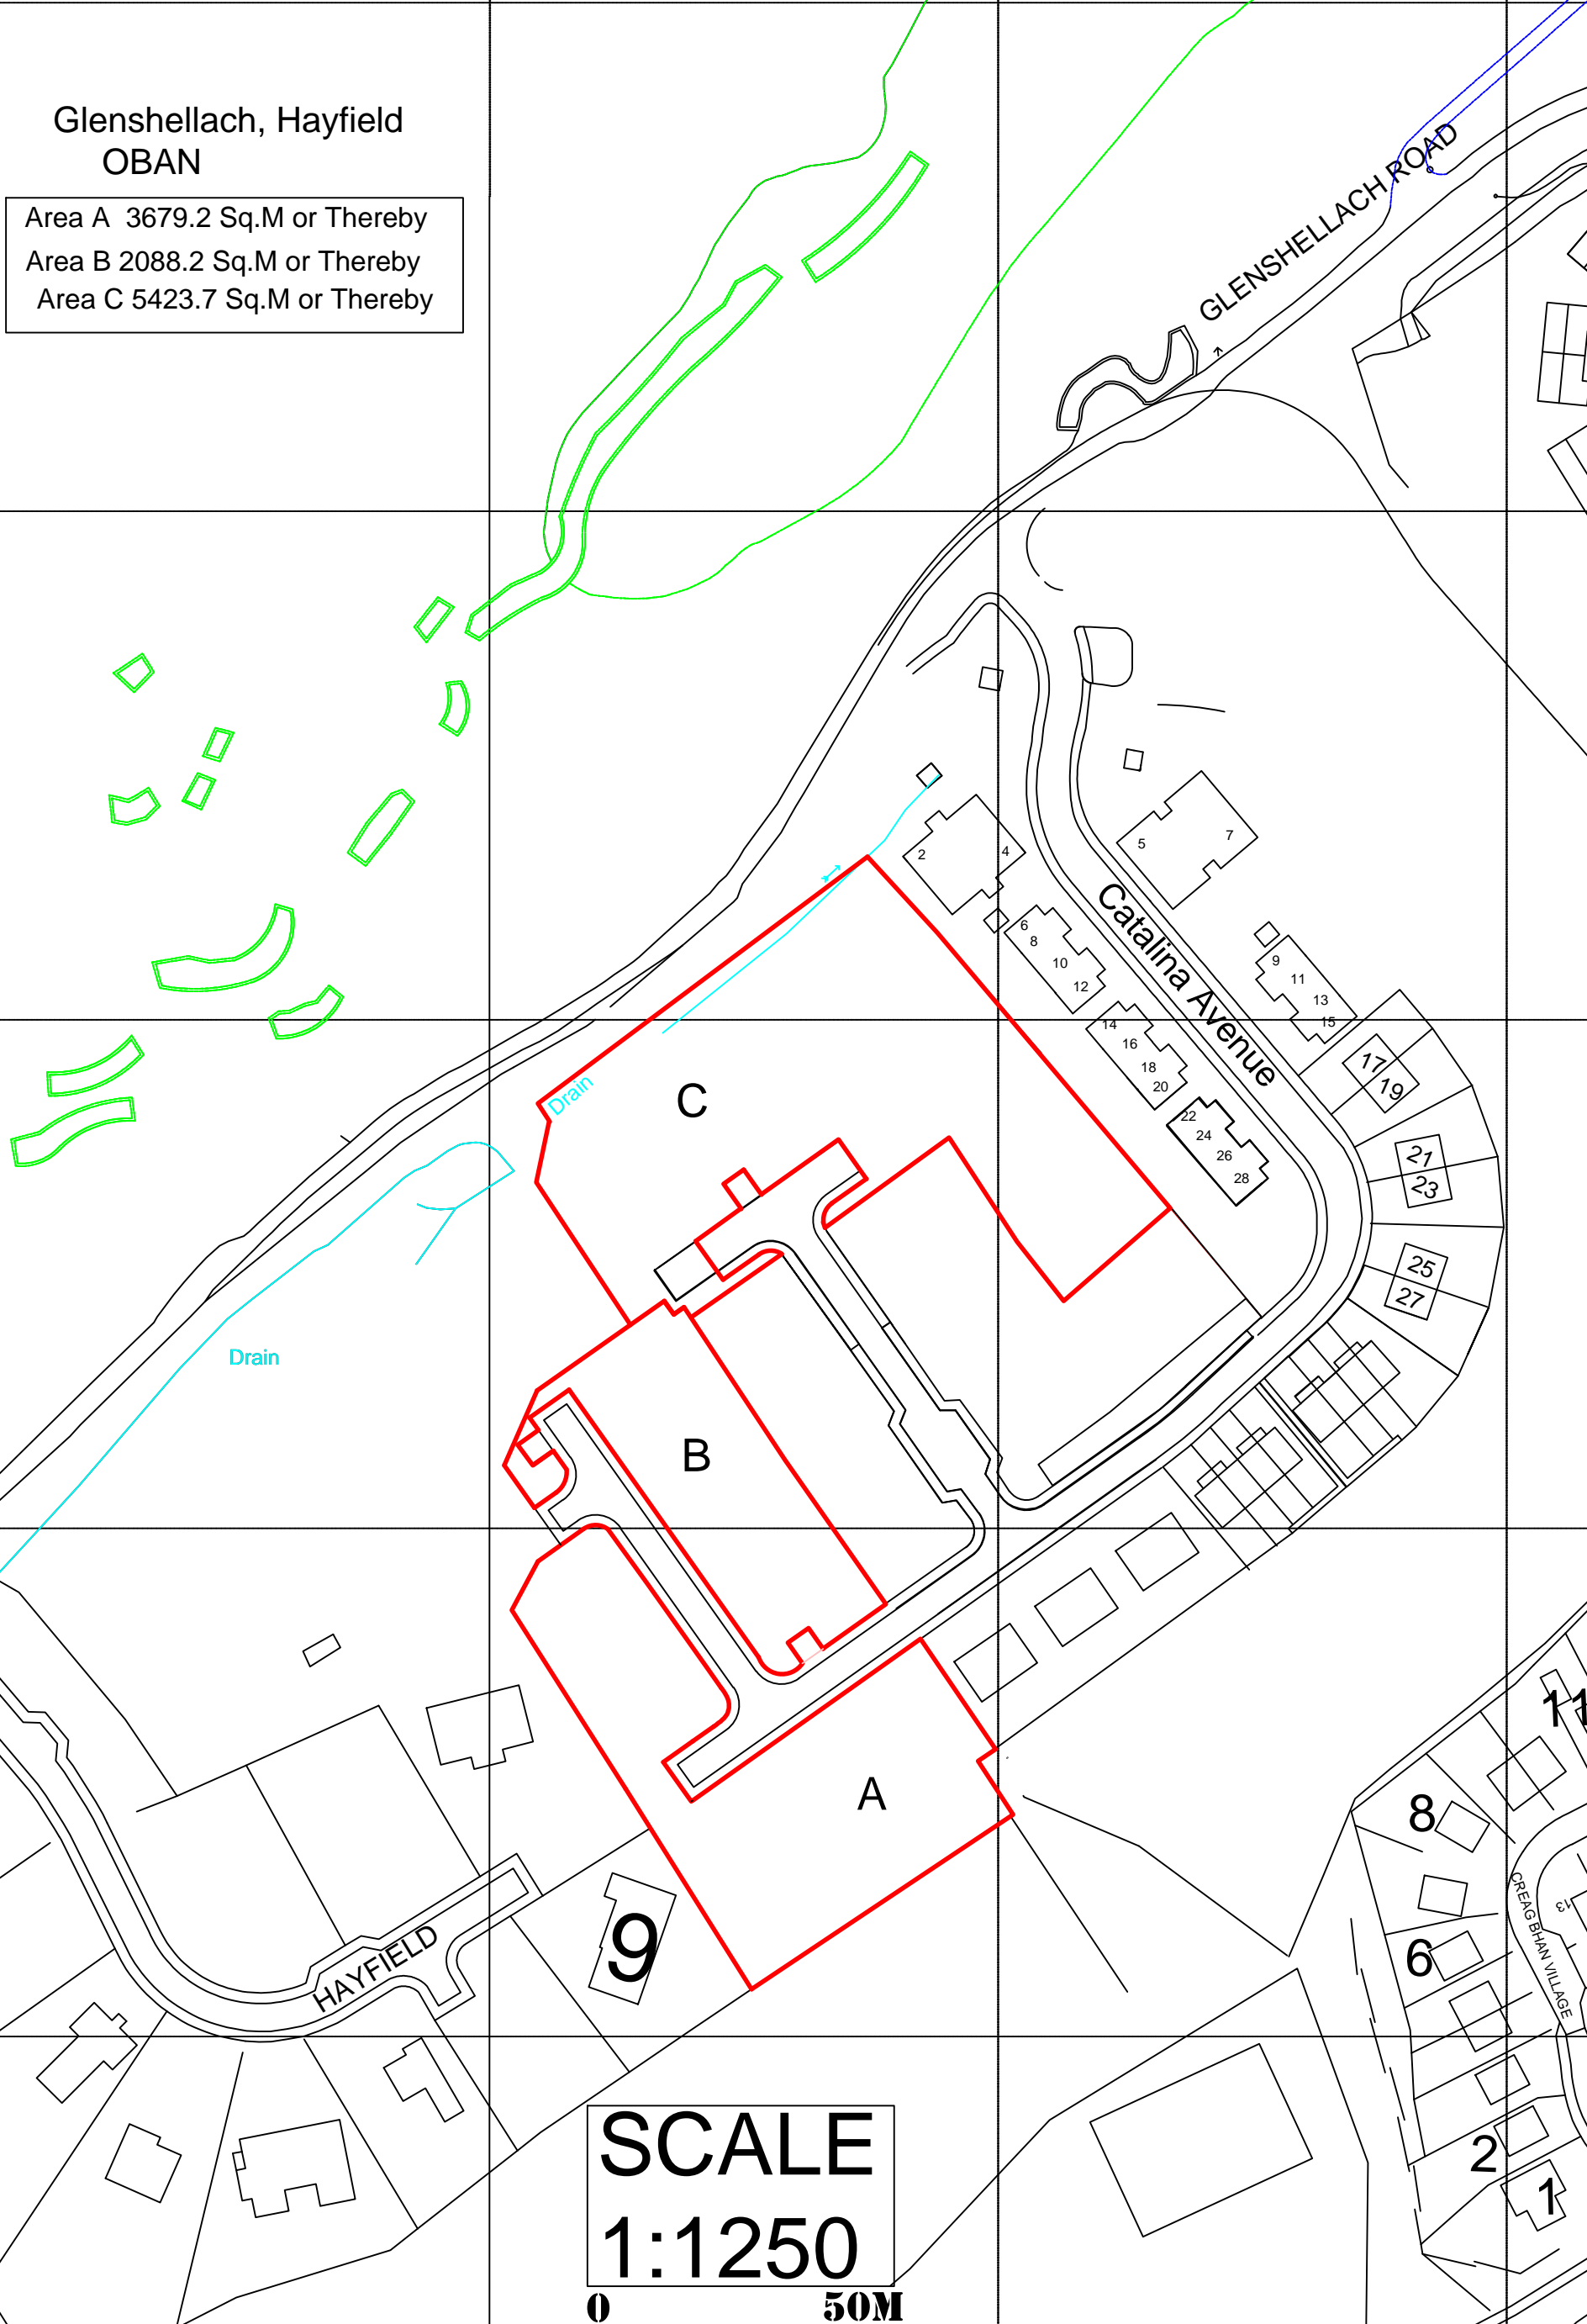 Glenshellach, Hayfield
OBAN
Area A 3679.2 Sq.M or Thereby
Area B 2088.2 Sq.M or Thereby
Area C 5423.7 Sq.M or Thereby
GLENSHELLACH ROAD
2
4
5
7
Catalina Avenue
6
8
10
12
9
11
13
15
14
16
18
20
17
19
22
24
26
28
21
23
25
27
C
Drain
Drain
B
A
11
8
13
CREAG BHAN VILLAGE
6
9
HAYFIELD
2
1
SCALE
1:1250
0
50M